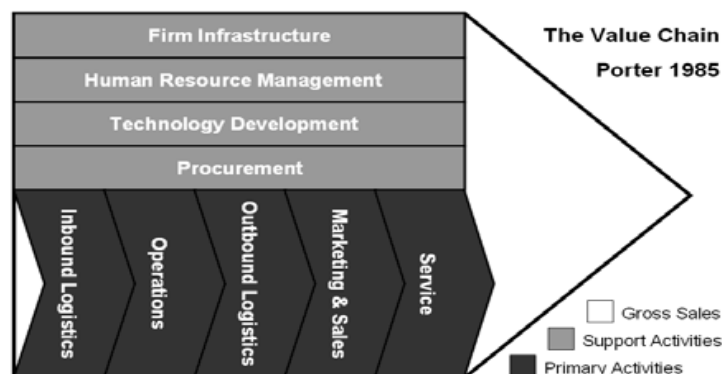 Firm Infrastructure
The Value Chain
Porter 1985
Human Resource Management
Technology Development
Procurement
Inbound Logistics
Operations
Outbound Logistics
Marketing & Sales
Service
Gross Sales
Support Activities
Primary Activities